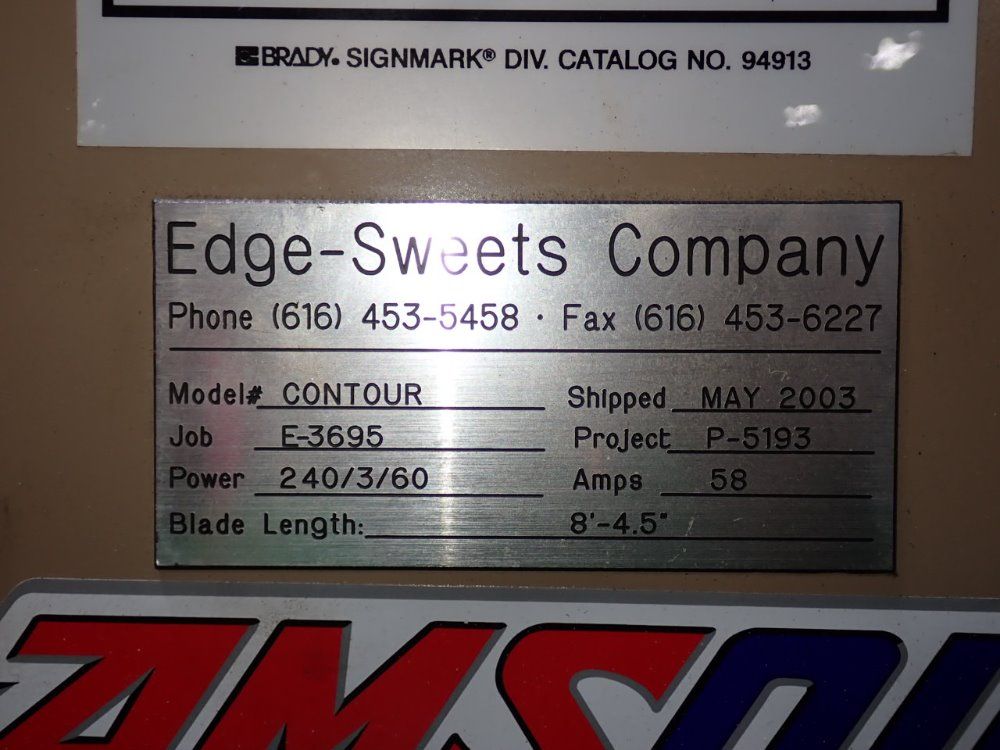 BRADY. SIGNMARK® DIV. CATALOG NO. 94913
Edge-Sweets Company
Phone (616) 453-5458 · Fax (616) 453-6227
Model# CONTOUR Shipped MAY 2003
Job E-3695 Project P-5193
Power 240/3/60 Amps 58
Blade Length: 8'-4.5"